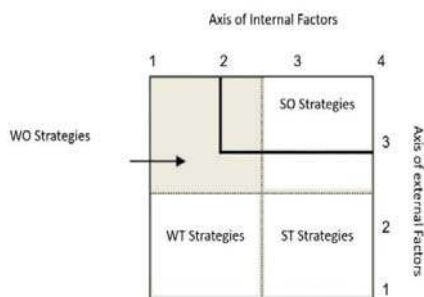 Axis of Internal Factors
1 2 3 4
SO Strategies
3
WO Strategies
Axis of external Factors
WT Strategies ST Strategies
2
1